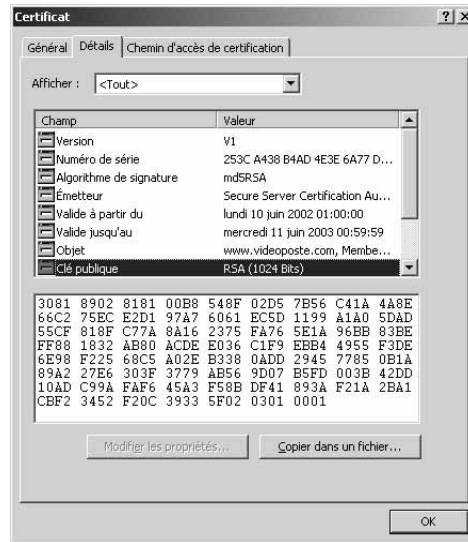 Certificat
Général Détails Chemin d'accès de certification
Afficher : <Tout>
Champ Valeur
Version V1
Numéro de série 253C A438 B4AD 4E3E 6A77 D...
Algorithme de signature md5RSA
Émetteur Secure Server Certification Au...
Valide à partir du lundi 10 juin 2002 01:00:00
Valide jusqu'au mercredi 11 juin 2003 00:59:59
Objet www.videoposte.com, Membe...
Clé publique RSA (1024 Bits)
3081 8902 8181 00B8 548F 02D5 7B56 C41A 4A8E
66C2 75EC E2D1 97A7 6061 EC5D 1199 A1A0 5DAD
55CF 818F C77A 8A16 2375 FA76 5E1A 96BB 83BE
FF88 1832 AB80 ACDE E036 C1F9 EBB4 4955 F3DE
6E98 F225 68C5 A02E B338 0ADD 2945 7785 0B1A
89A2 27E6 303F 3779 AB56 9D07 B5FD 003B 42DD
10AD C99A FAF6 45A3 F58B DF41 893A F21A 2BA1
CBF2 3452 F20C 3933 5F02 0301 0001
Modifier les propriétés... Copier dans un fichier...
OK